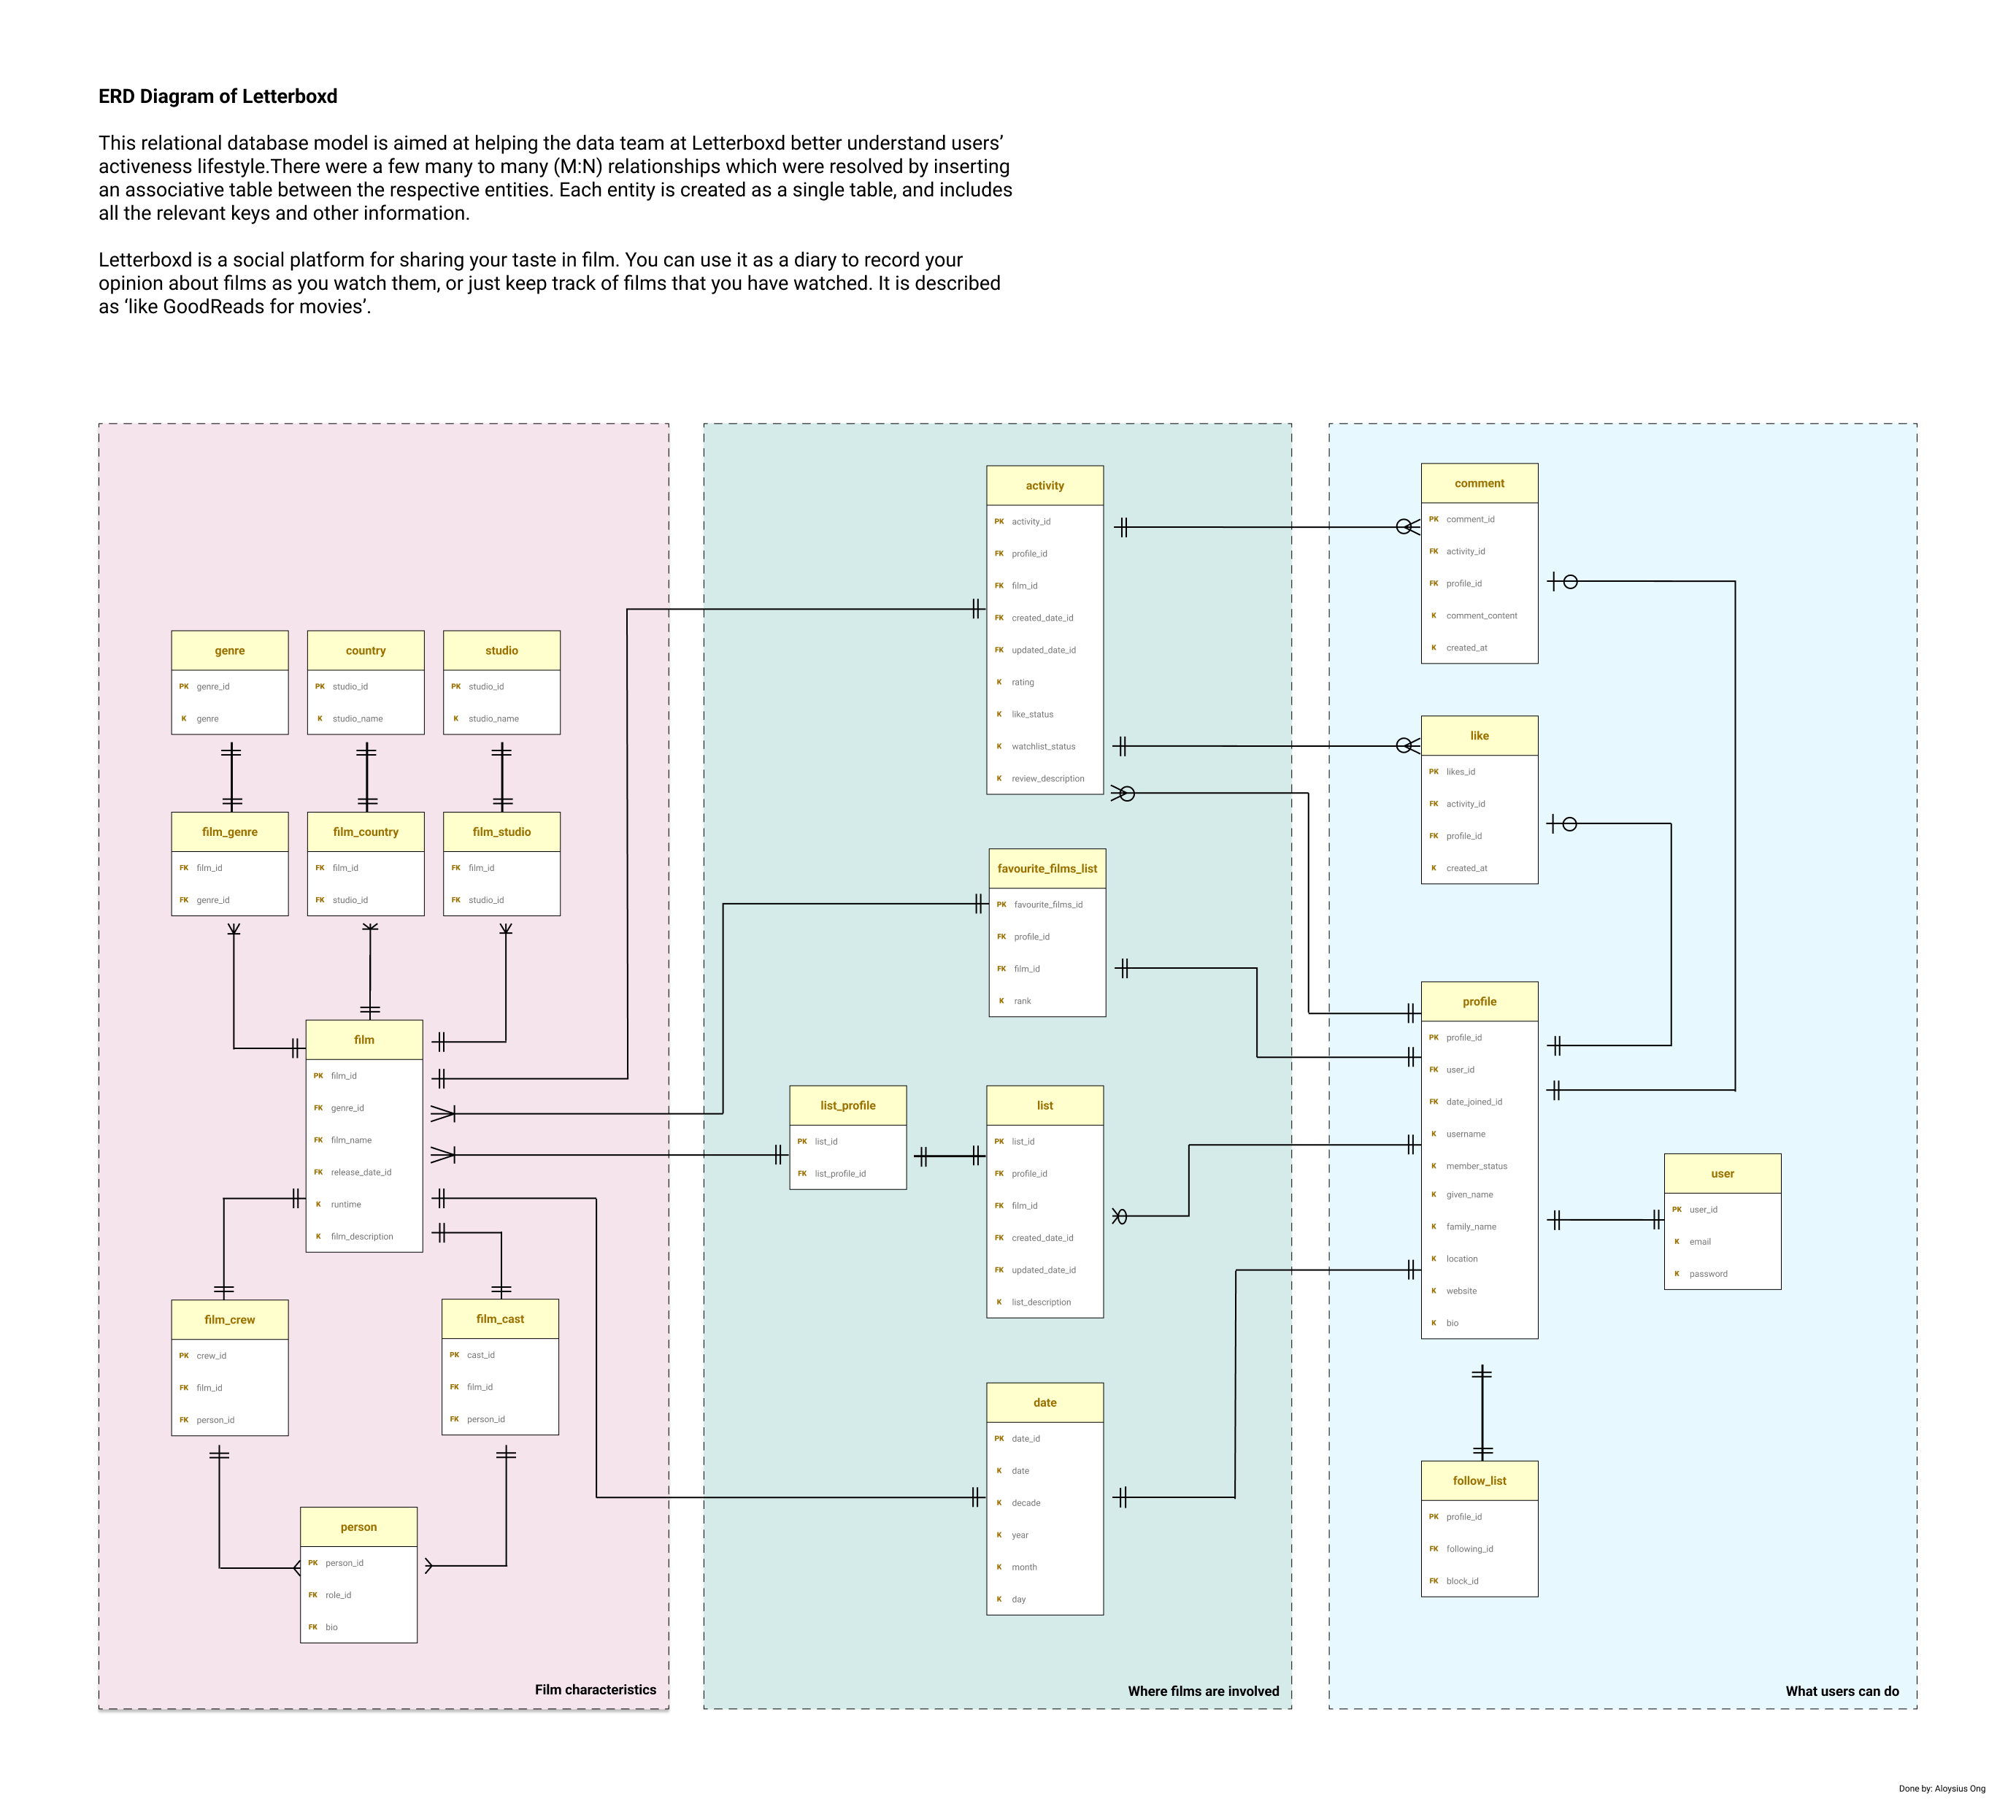 ERD Diagram of Letterboxd
This relational database model is aimed at helping the data team at Letterboxd better understand users’
activeness lifestyle.There were a few many to many (M:N) relationships which were resolved by inserting
an associative table between the respective entities. Each entity is created as a single table, and includes
all the relevant keys and other information.
Letterboxd is a social platform for sharing your taste in film. You can use it as a diary to record your
opinion about films as you watch them, or just keep track of films that you have watched. It is described
as ‘like GoodReads for movies’.
genre
PK genre_id
K genre
country
PK studio_id
K studio_name
studio
PK studio_id
K studio_name
film_genre
FK film_id
FK genre_id
film_country
FK film_id
FK studio_id
film_studio
FK film_id
FK studio_id
film
PK film_id
FK genre_id
FK film_name
FK release_date_id
K runtime
K film_description
film_crew
PK crew_id
FK film_id
FK person_id
film_cast
PK cast_id
FK film_id
FK person_id
person
PK person_id
FK role_id
FK bio
Film characteristics
activity
PK activity_id
FK profile_id
FK film_id
FK created_date_id
FK updated_date_id
K rating
K like_status
K watchlist_status
K review_description
favourite_films_list
PK favourite_films_id
FK profile_id
FK film_id
K rank
list_profile
PK list_id
FK list_profile_id
list
PK list_id
FK profile_id
FK film_id
FK created_date_id
FK updated_date_id
K list_description
date
PK date_id
K date
K decade
K year
K month
K day
Where films are involved
comment
PK comment_id
FK activity_id
FK profile_id
K comment_content
K created_at
like
PK likes_id
FK activity_id
FK profile_id
K created_at
profile
PK profile_id
FK user_id
FK date_joined_id
K username
K member_status
K given_name
K family_name
K location
K website
K bio
user
PK user_id
K email
K password
follow_list
PK profile_id
FK following_id
FK block_id
What users can do
Done by: Aloysius Ong